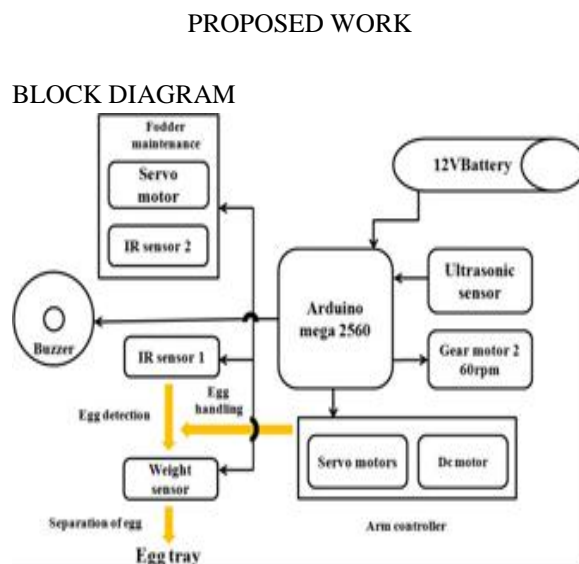 PROPOSED WORK
BLOCK DIAGRAM
Fodder
maintenance
Servo
motor
IR sensor 2
12VBattery
Ultrasonic
sensor
Arduino
mega 2560
Buzzer
Gear motor 2
60rpm
IR sensor 1
Egg
handling
Egg detection
Weight
sensor
Servo motors
Dc motor
Separation of egg
Arm controller
Egg tray